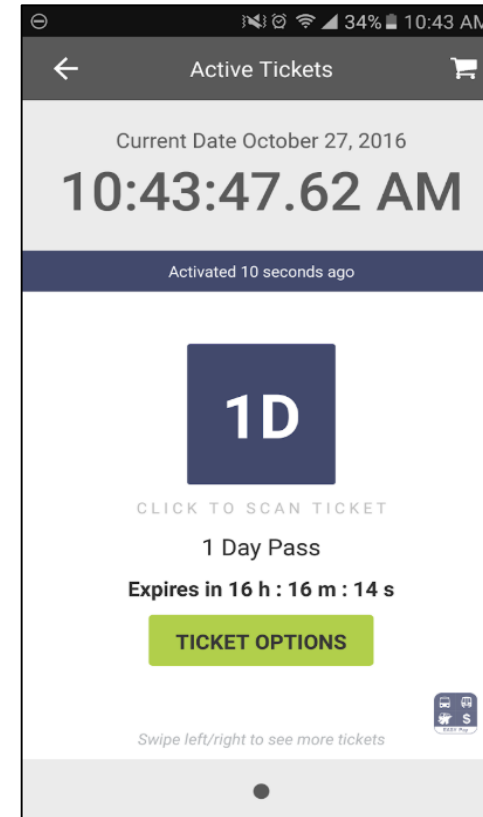 34% 10:43 AM
Active Tickets
Current Date October 27, 2016
10:43:47.62 AM
Activated 10 seconds ago
1D
CLICK TO SCAN TICKET
1 Day Pass
Expires in 16 h : 16 m : 14 s
TICKET OPTIONS
$
EASY Pay
Swipe left/right to see more tickets